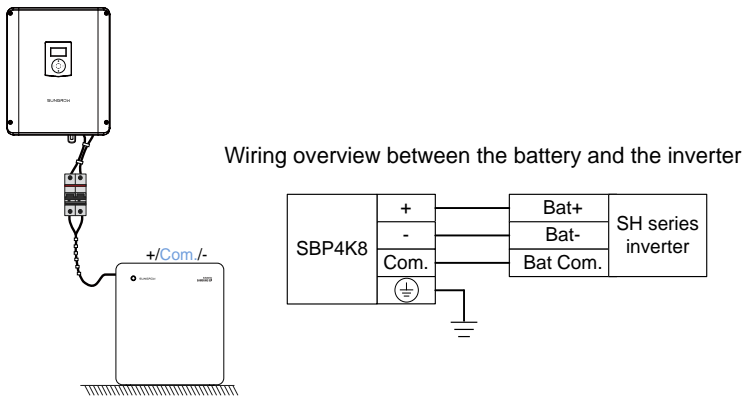 SUNGROW
Wiring overview between the battery and the inverter
+/Com./-
SUNGROW
SBP4K8
+
-
Com.
Bat+
Bat-
Bat Com.
SH series
inverter